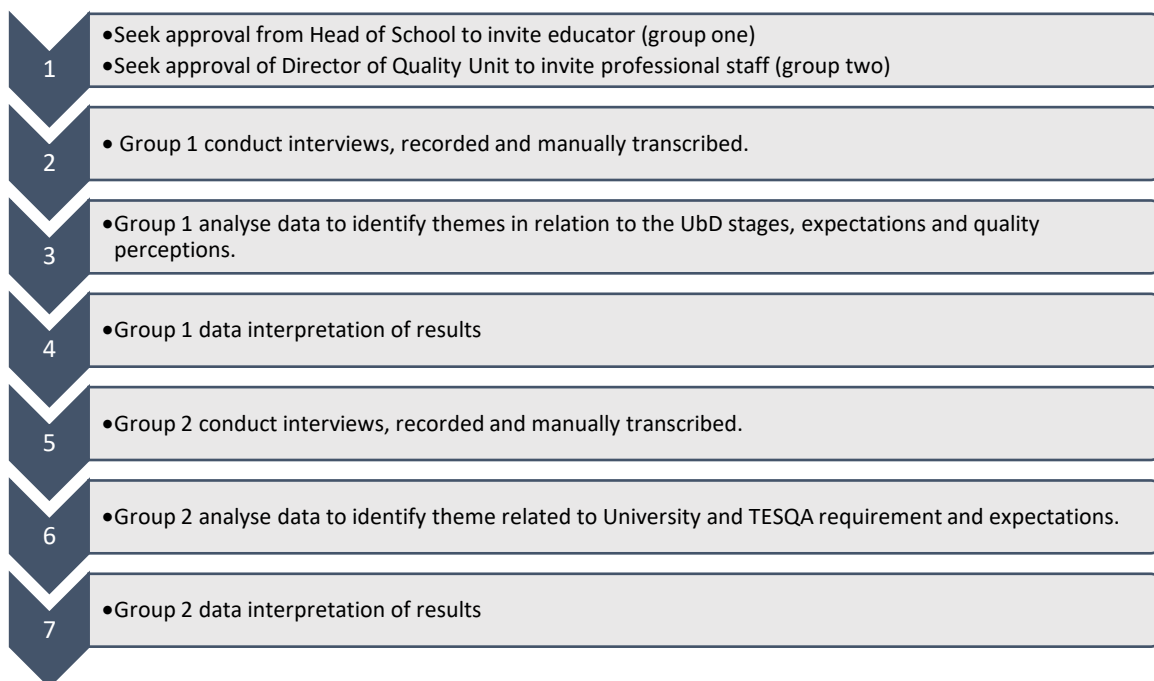 1
•Seek approval from Head of School to invite educator (group one)
•Seek approval of Director of Quality Unit to invite professional staff (group two)
2
• Group 1 conduct interviews, recorded and manually transcribed.
3
•Group 1 analyse data to identify themes in relation to the UbD stages, expectations and quality
perceptions.
4
•Group 1 data interpretation of results
5
•Group 2 conduct interviews, recorded and manually transcribed.
6
•Group 2 analyse data to identify theme related to University and TESQA requirement and expectations.
7
•Group 2 data interpretation of results